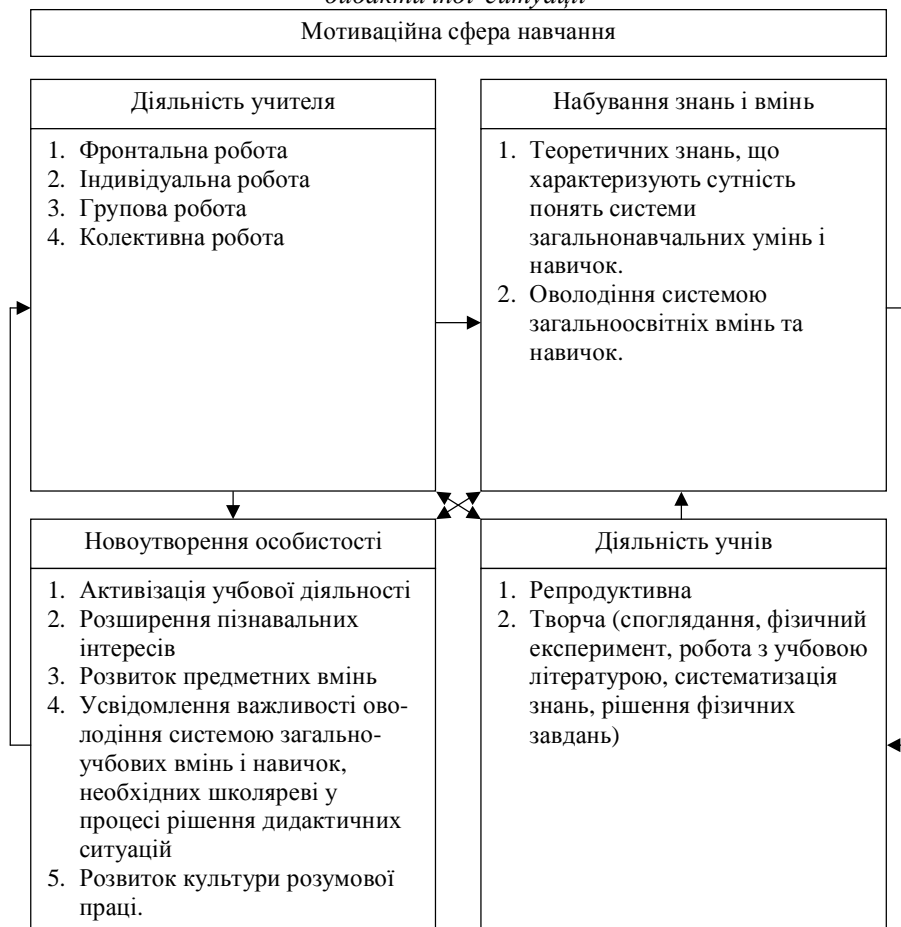 дидактичної ситуації
Мотиваційна сфера навчання
Діяльність учителя
1. Фронтальна робота
2. Індивідуальна робота
3. Групова робота
4. Колективна робота
Набування знань і вмінь
1. Теоретичних знань, що
характеризують сутність
понять системи
загальнонавчальних умінь і
навичок.
2. Оволодіння системою
загальноосвітніх вмінь та
навичок.
Новоутворення особистості
1. Активізація учбової діяльності
2. Розширення пізнавальних
інтересів
3. Розвиток предметних вмінь
4. Усвідомлення важливості ово-
лодіння системою загально-
учбових вмінь і навичок,
необхідних школяреві у
процесі рішення дидактичних
ситуацій
5. Розвиток культури розумової
праці.
Діяльність учнів
1. Репродуктивна
2. Творча (споглядання, фізичний
експеримент, робота з учбовою
літературою, систематизація
знань, рішення фізичних
завдань)